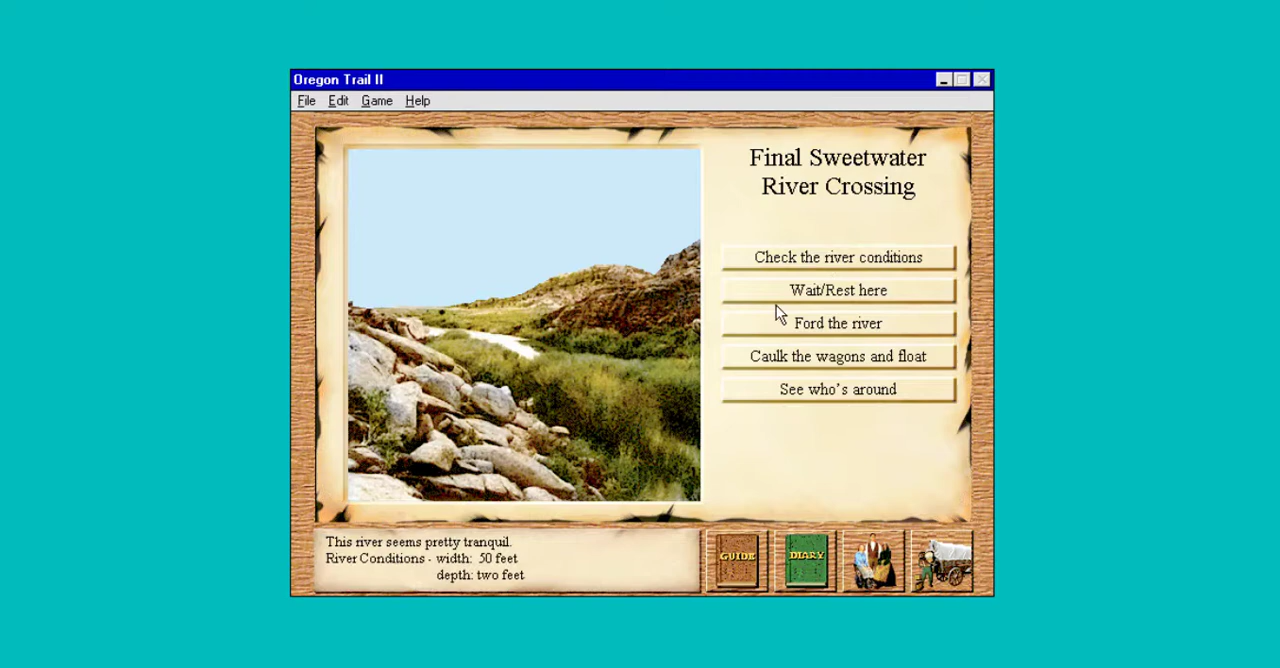 Oregon Trail II
File Edit Game Help
Final Sweetwater
River Crossing
Check the river conditions
Wait/Rest here
Ford the river
Caulk the wagons and float
See who's around
This river seems pretty tranquil.
River Conditions - width: 50 feet
depth: two feet
GUIDE
DIARY